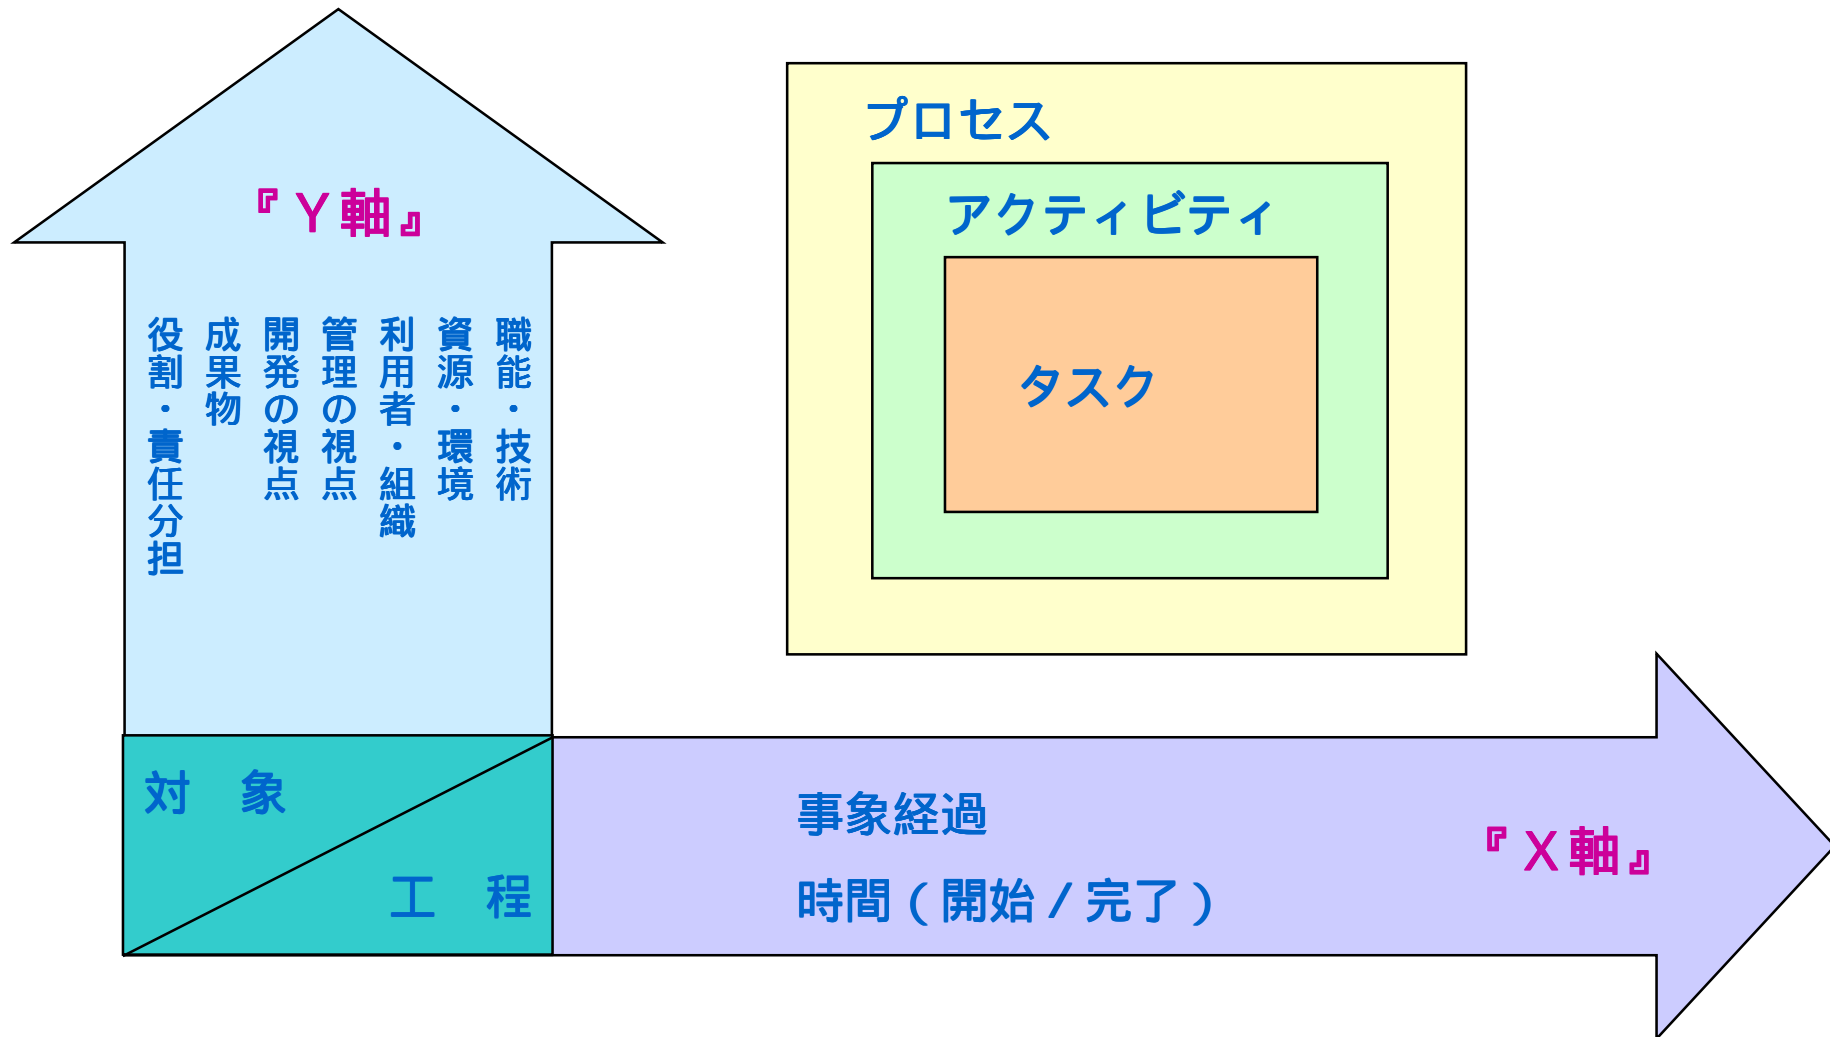 『Y軸』
職能・技術
資源・環境
利用者・組織
管理の視点
開発の視点
成果物
役割・責任分担
プロセス
アクティビティ
タスク
対　象
工　程
事象経過
時間(開始/完了)
『X軸』